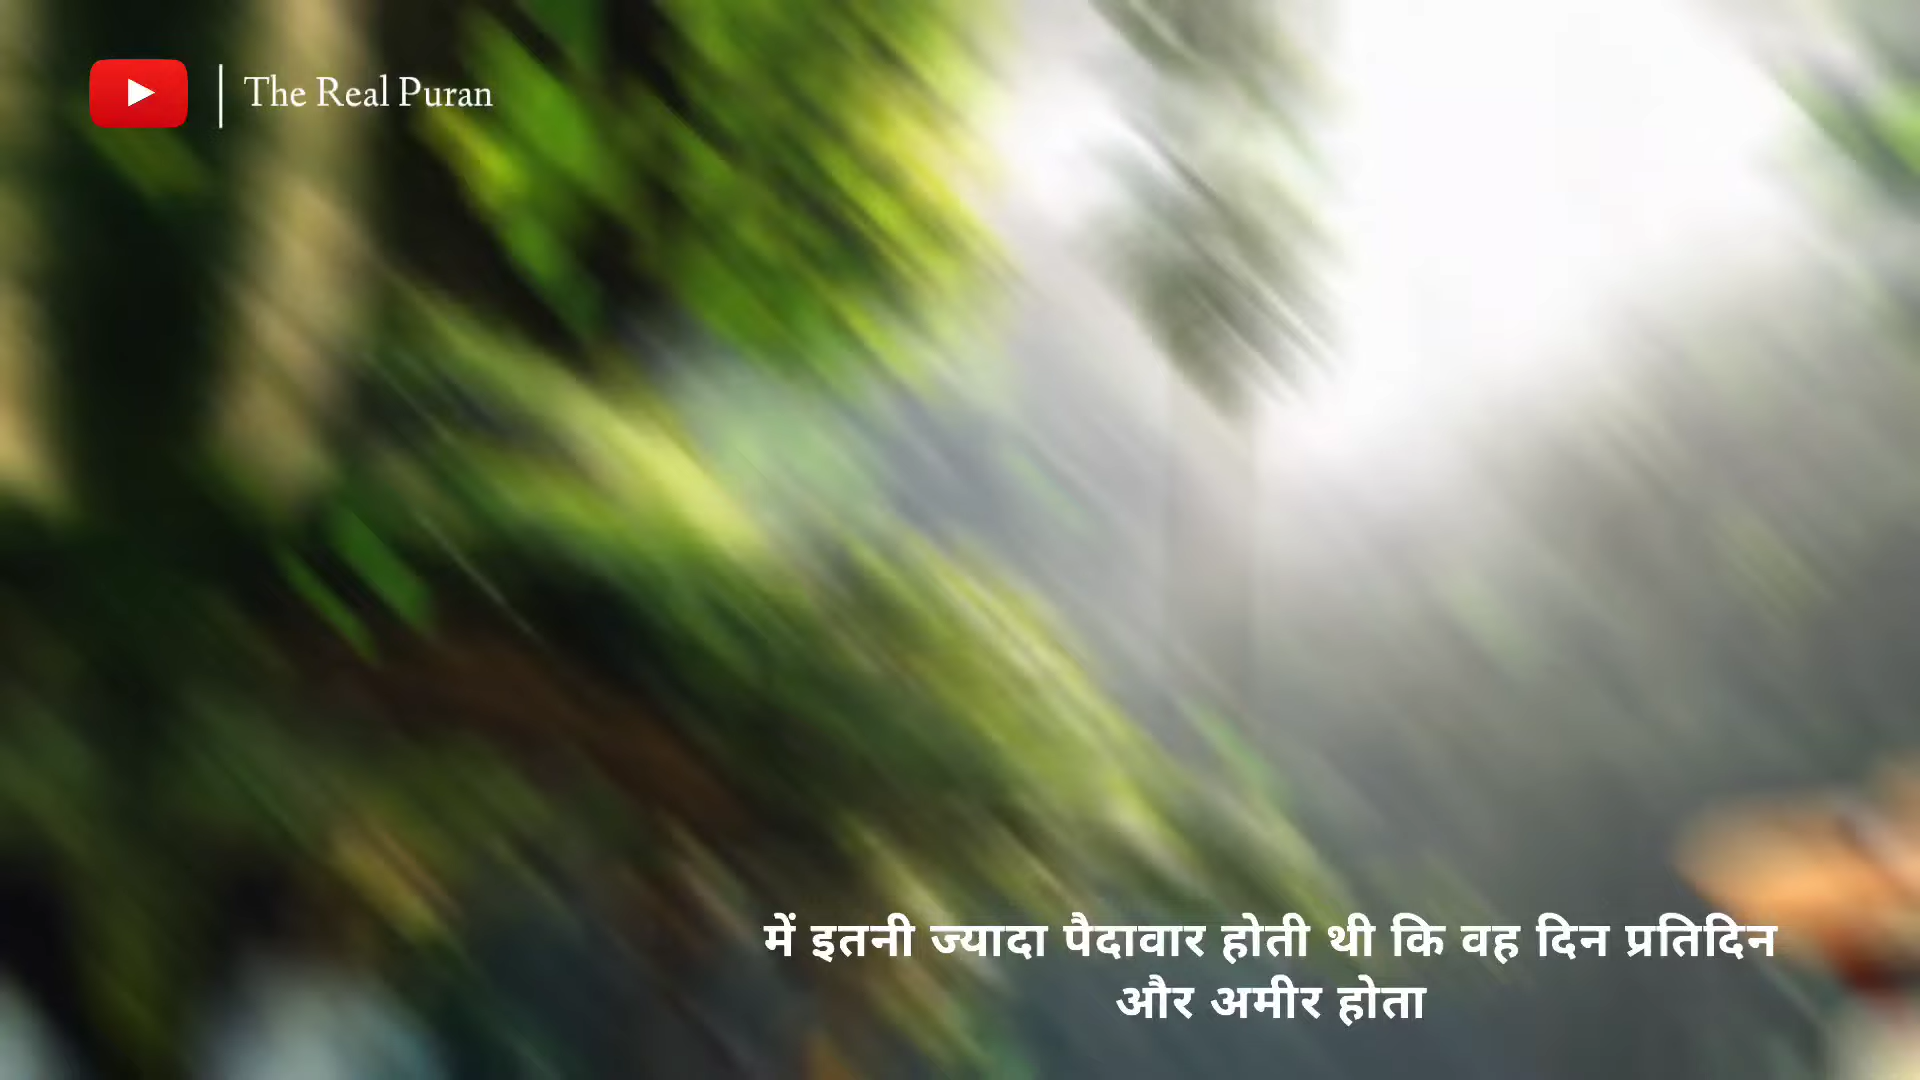 The Real Puran
में इतनी ज्यादा पैदावार होती थी कि वह दिन प्रतिदिन
और अमीर होता